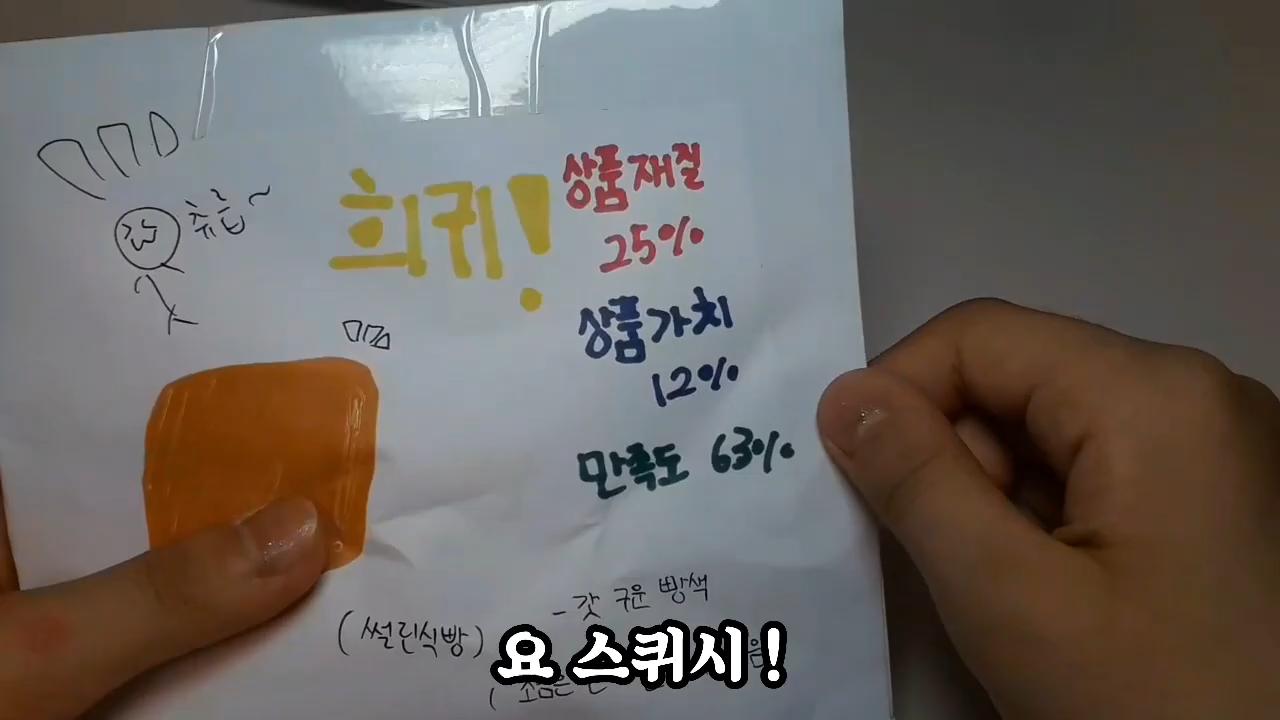 희귀!
상품재질
25%
상품가치
12%
만족도 63%
츄릅~
- 갓 구운 빵색
(썰린식빵)
요 스퀴시!